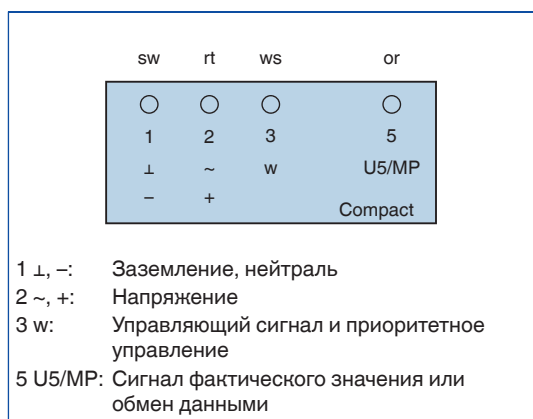 sw rt ws or
1 2 3 5
⊥ ~ w U5/MP
– +
Compact
1 ⊥, –: Заземление, нейтраль
2 ~, +: Напряжение
3 w: Управляющий сигнал и приоритетное
управление
5 U5/MP: Сигнал фактического значения или
обмен данными